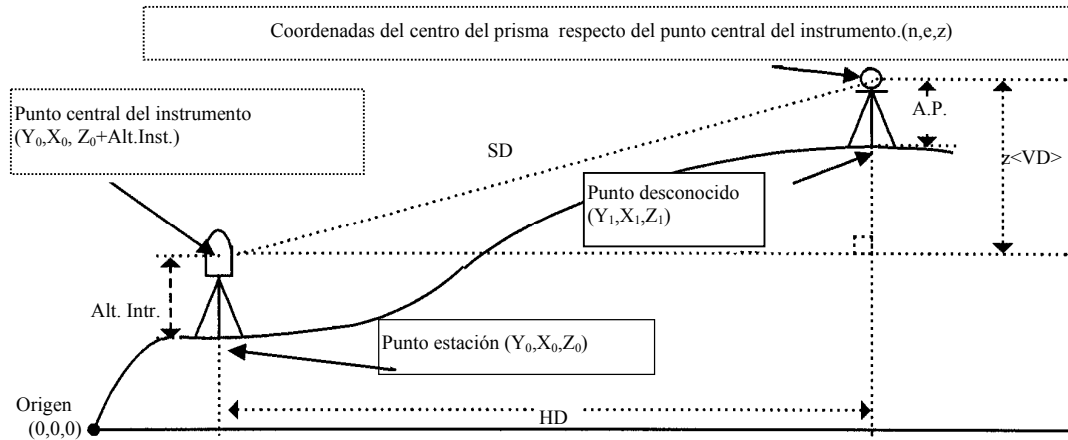 Coordenadas del centro del prisma respecto del punto central del instrumento.(n,e,z)
Punto central del instrumento
(Y0,X0, Z0+Alt.Inst.)
A.P.
SD
z<VD>
Punto desconocido
(Y1,X1,Z1)
Alt. Intr.
Punto estación (Y0,X0,Z0)
Origen
(0,0,0)
HD